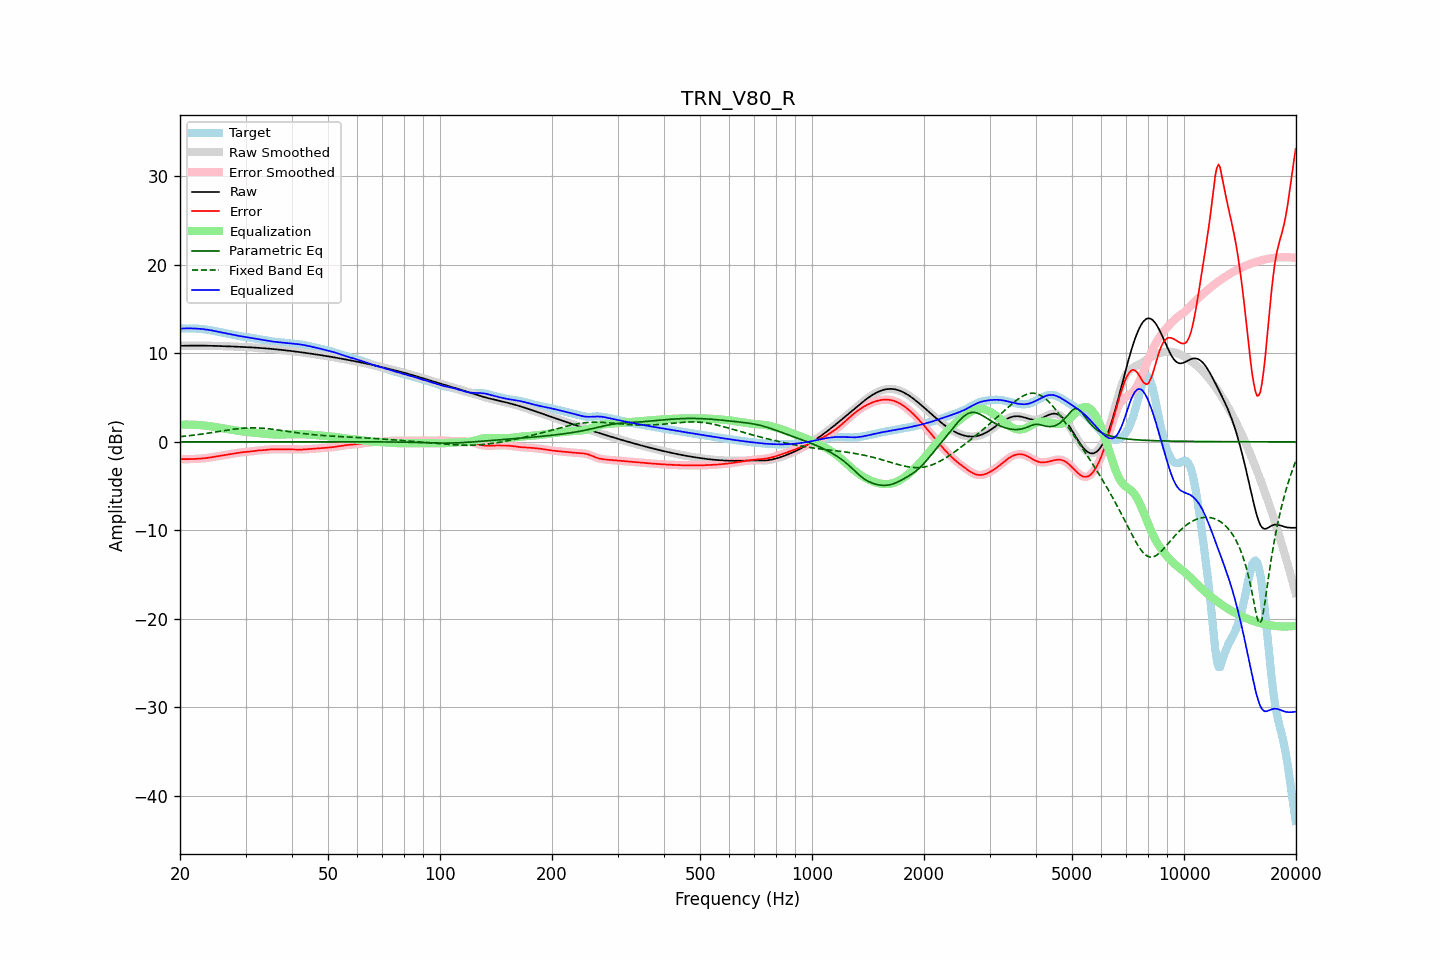 TRN_V80_R
Target
Raw Smoothed
Error Smoothed
Raw
Error
Equalization
Parametric Eq
Fixed Band Eq
Equalized
30
20
10
0
−10
−20
−30
−40
Amplitude (dBr)
20 50 100 200 500 1000 2000 5000 10000 20000
Frequency (Hz)